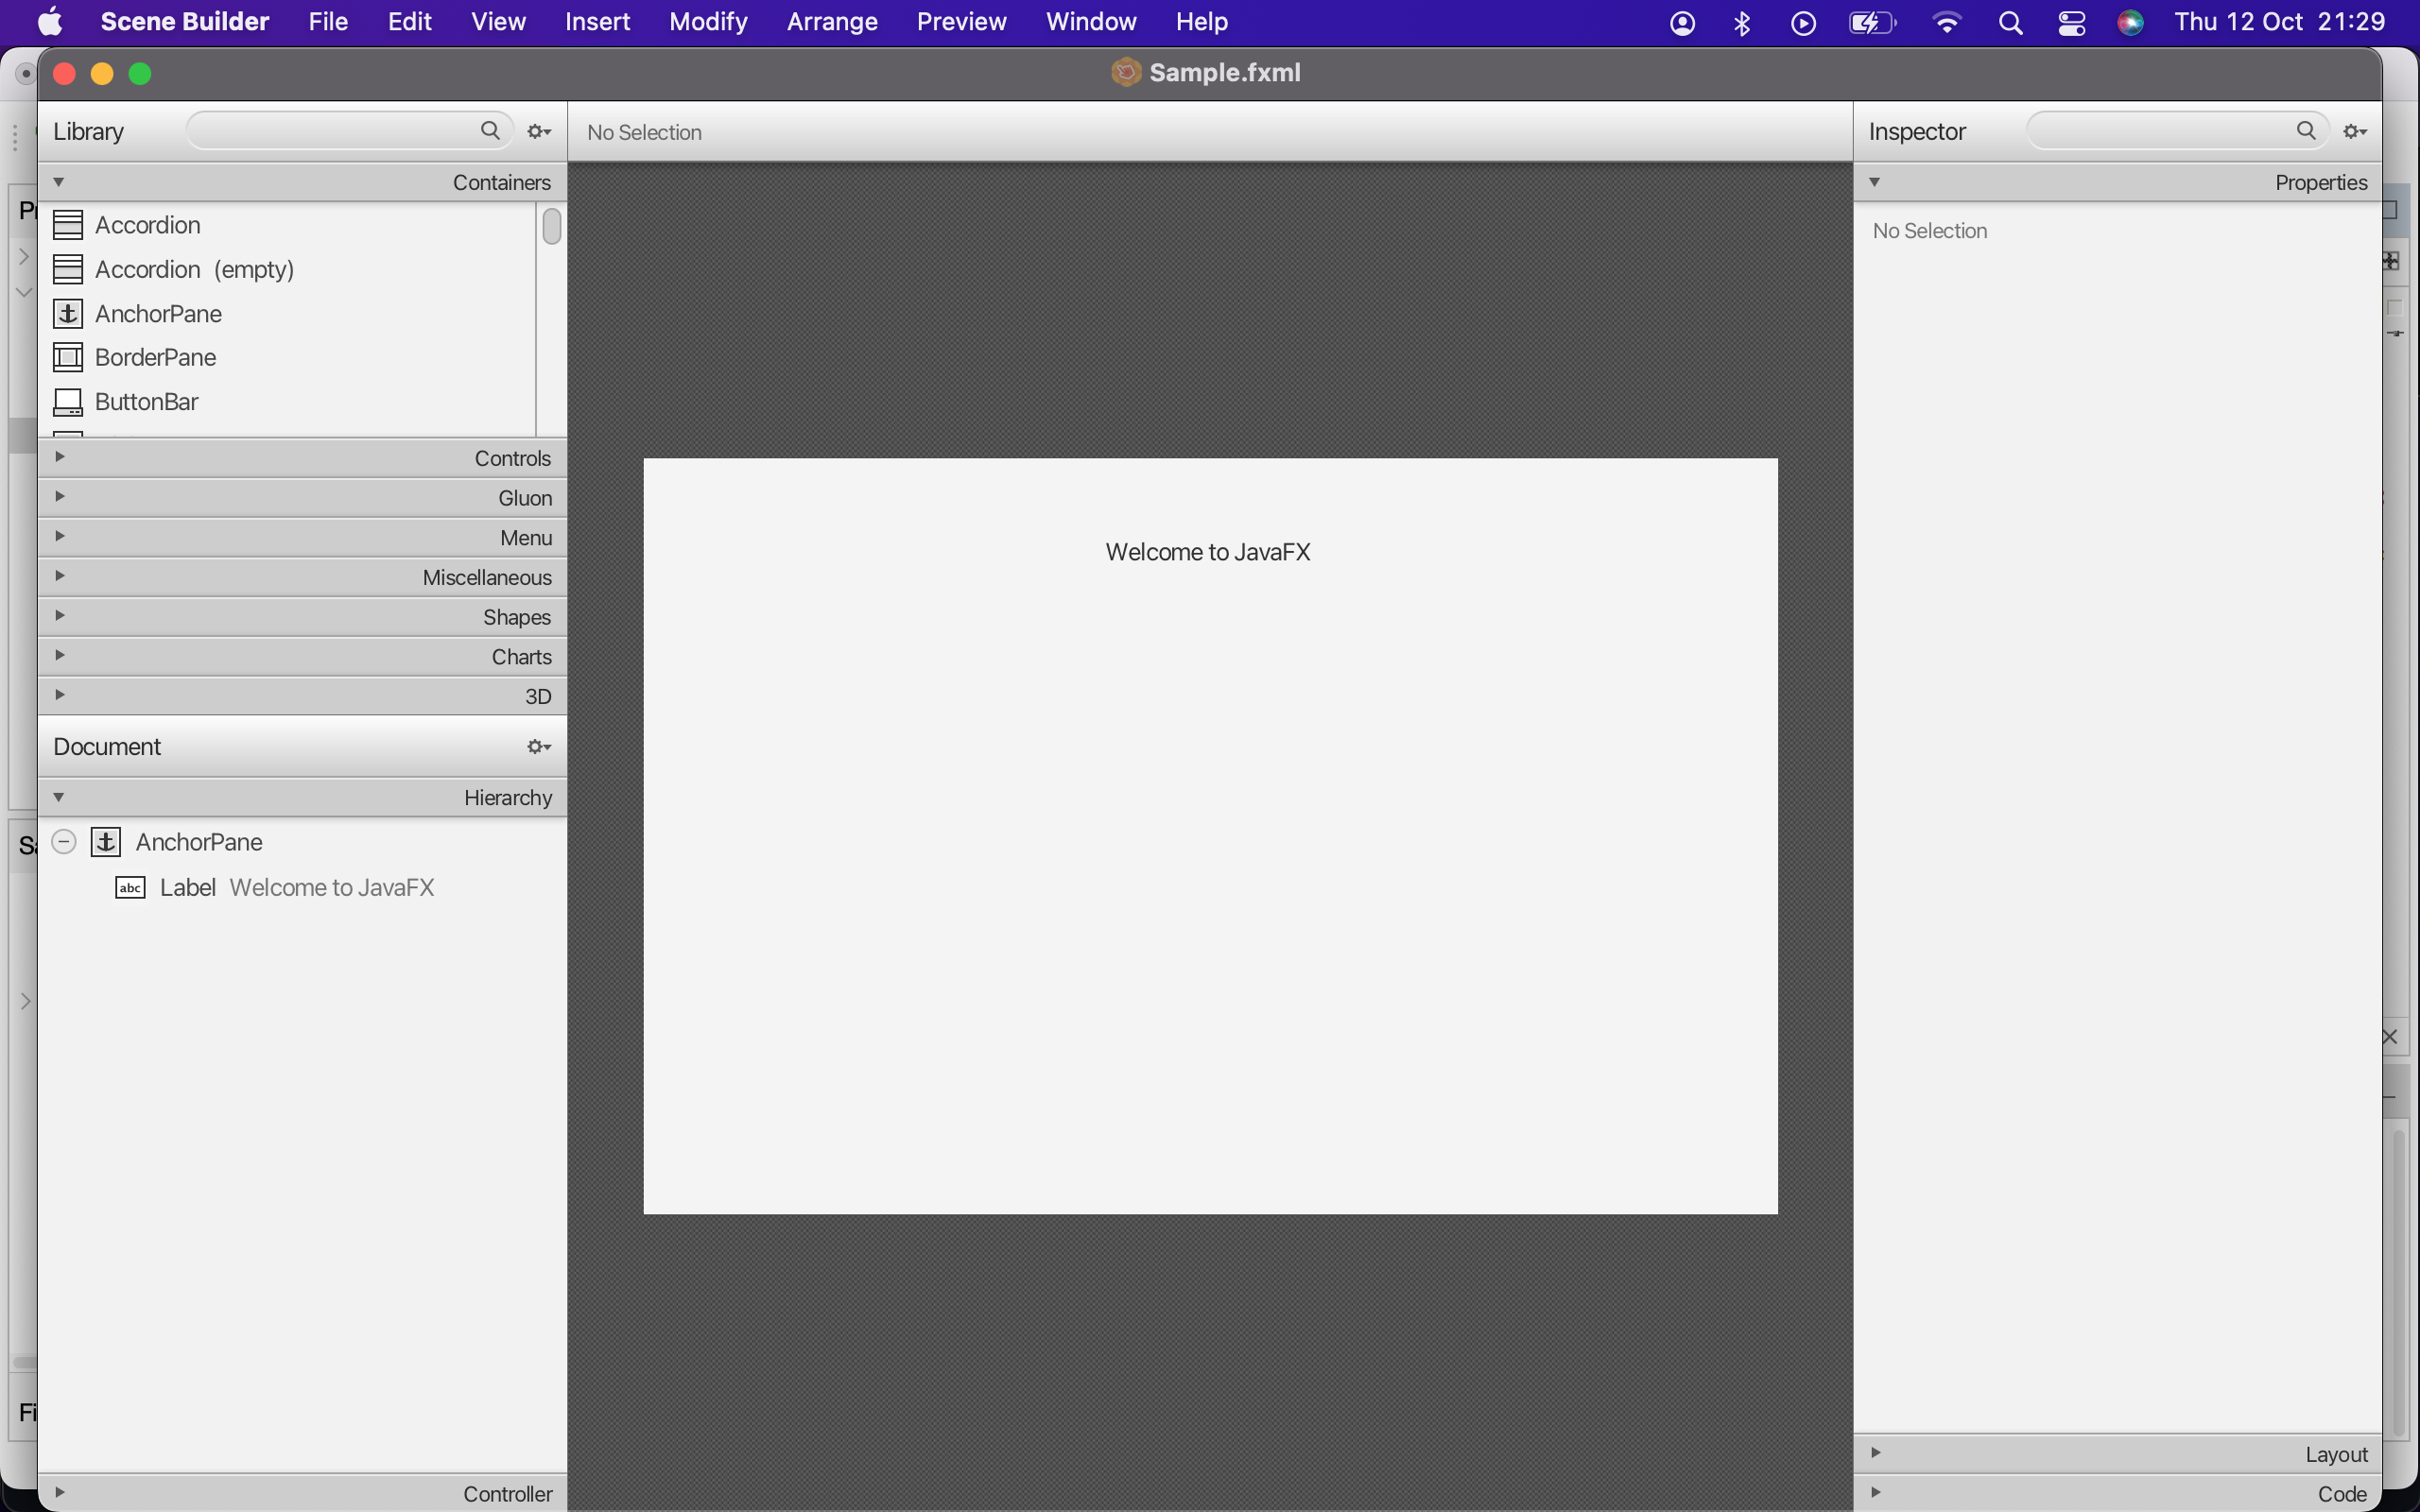 Scene Builder File Edit View Insert Modify Arrange Preview Window Help Thu 12 Oct 21:29
Sample.fxml
Library
No Selection
Inspector
Containers
Properties
Accordion
No Selection
Accordion (empty)
AnchorPane
BorderPane
ButtonBar
Controls
Gluon
Menu
Miscellaneous
Shapes
Charts
3D
Welcome to JavaFX
Document
Hierarchy
AnchorPane
abc Label Welcome to JavaFX
Controller
Layout
Code